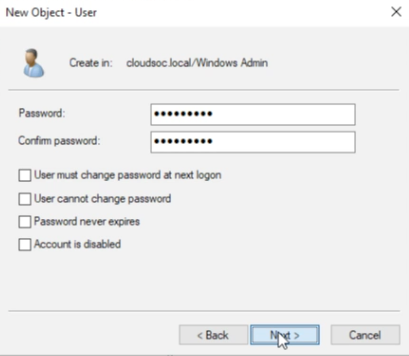 New Object - User
Create in: cloudsoc.local/Windows Admin
Password: •••••••••
Confirm password: •••••••••
User must change password at next logon
User cannot change password
Password never expires
Account is disabled
< Back Next > Cancel